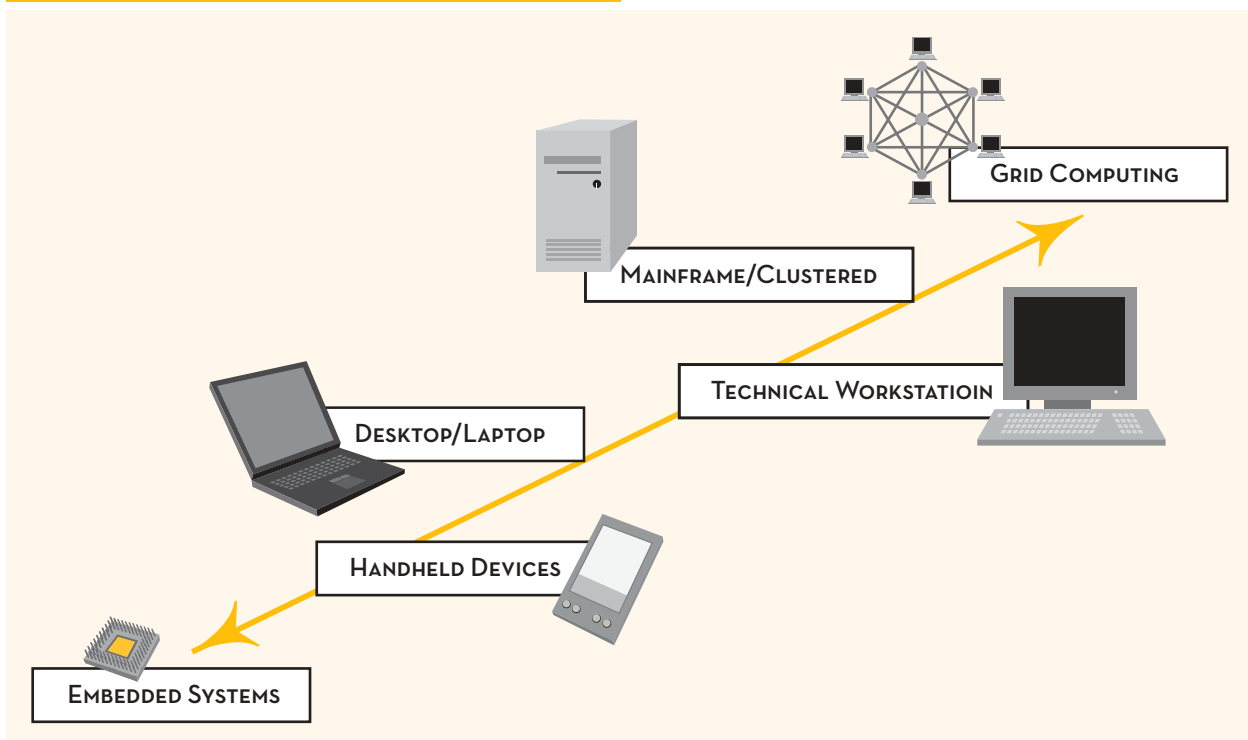 Grid Computing
Mainframe/Clustered
Technical Workstatioin
Desktop/Laptop
Handheld Devices
Embedded Systems